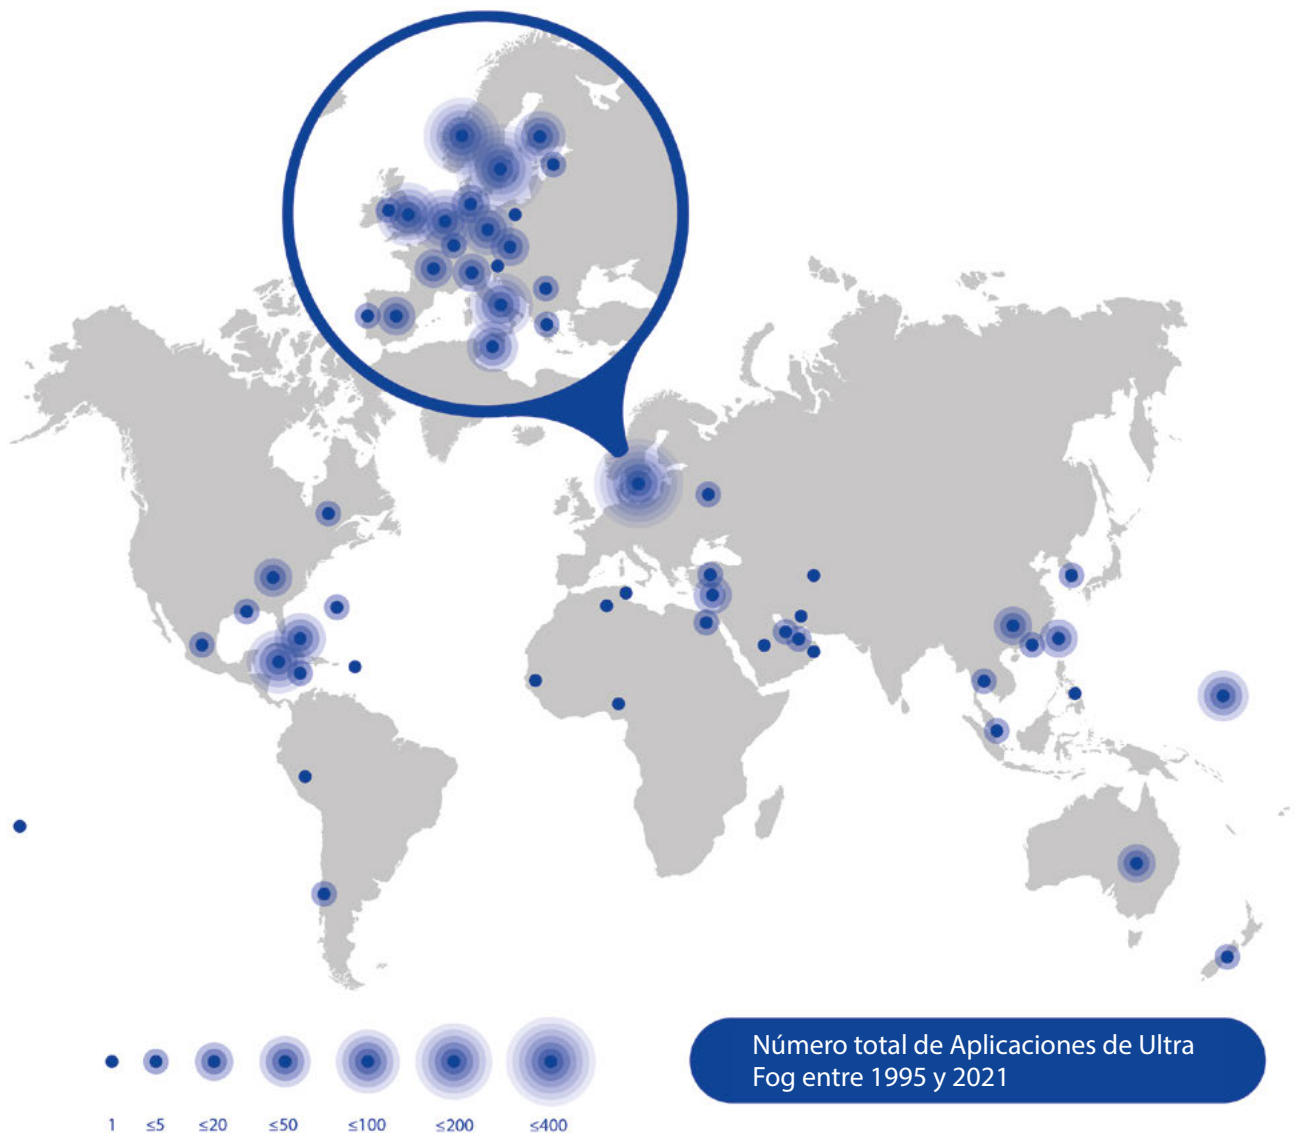 Número total de Aplicaciones de Ultra
Fog entre 1995 y 2021
1 ≤5 ≤20 ≤50 ≤100 ≤200 ≤400